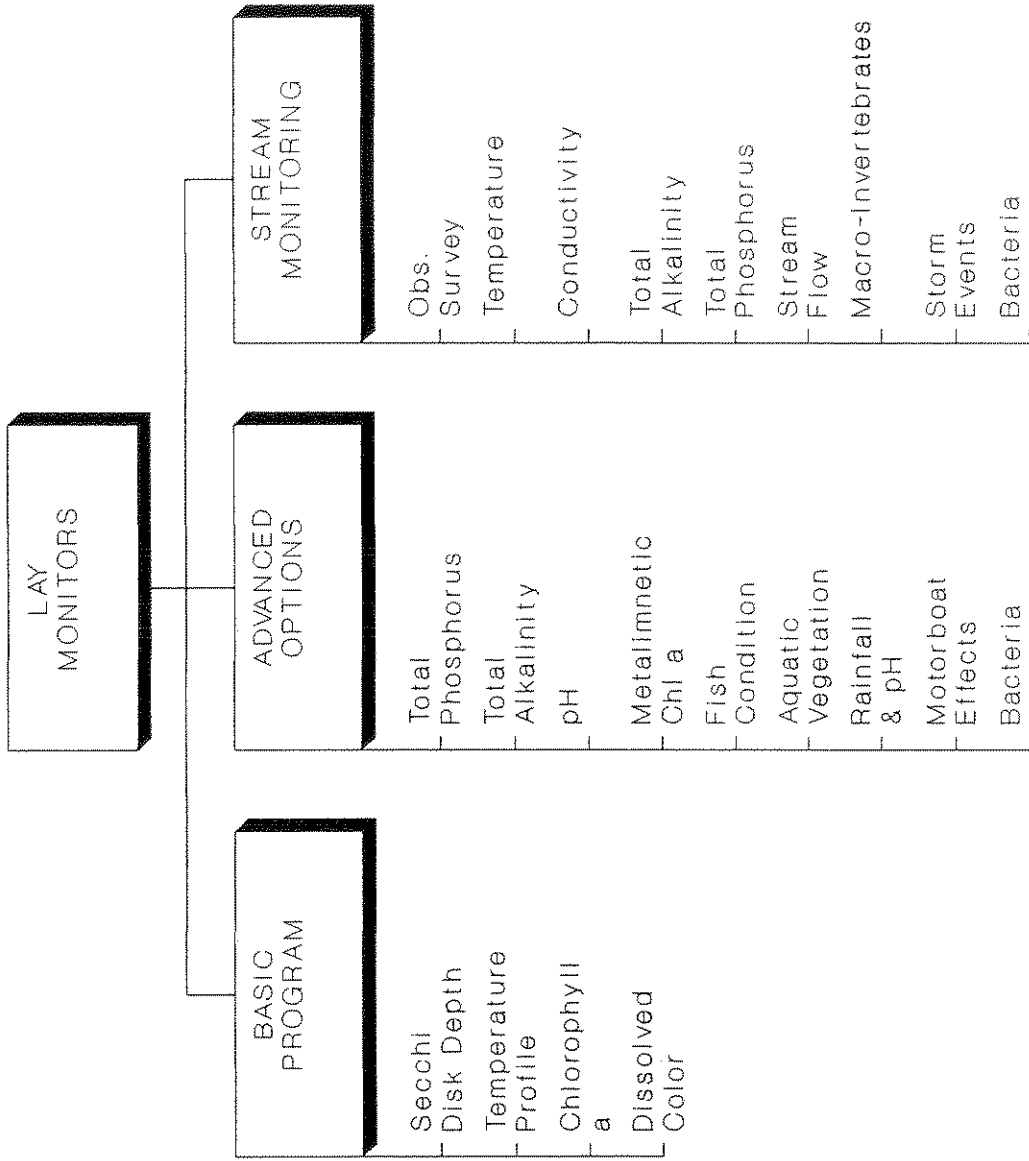 LAY
MONITORS
BASIC
PROGRAM
Secchi
Disk Depth
Temperature
Profile
Chlorophyll
a
Dissolved
Color
ADVANCED
OPTIONS
Total
Phosphorus
Total
Alkalinity
pH
Metalimnetic
Chl a
Fish
Condition
Aquatic
Vegetation
Rainfall
& pH
Motorboat
Effects
Bacteria
STREAM
MONITORING
Obs.
Survey
Temperature
Conductivity
Total
Alkalinity
Total
Phosphorus
Stream
Flow
Macro-Invertebrates
Storm
Events
Bacteria